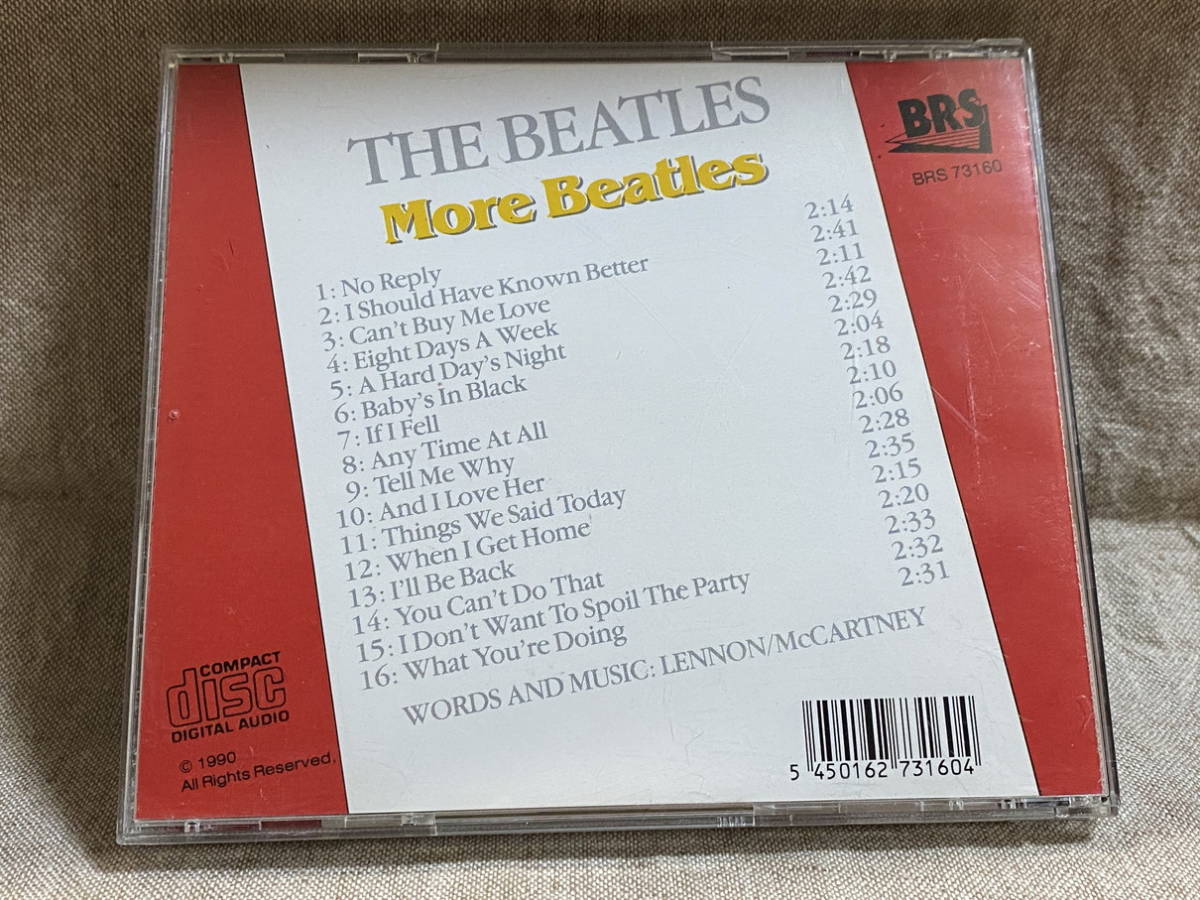 THE BEATLES
More Beatles
BRS
BRS 73160
1: No Reply 2:14
2: I Should Have Known Better 2:41
3: Can't Buy Me Love 2:11
4: Eight Days A Week 2:42
5: A Hard Day's Night 2:29
6: Baby's In Black 2:04
7: If I Fell 2:18
8: Any Time At All 2:10
9: Tell Me Why 2:06
10: And I Love Her 2:28
11: Things We Said Today 2:35
12: When I Get Home 2:15
13: I'll Be Back 2:20
14: You Can't Do That 2:33
15: I Don't Want To Spoil The Party 2:32
16: What You're Doing 2:31
WORDS AND MUSIC: LENNON/McCARTNEY
COMPACT
disc
DIGITAL AUDIO
© 1990
All Rights Reserved.
5 450162 731604